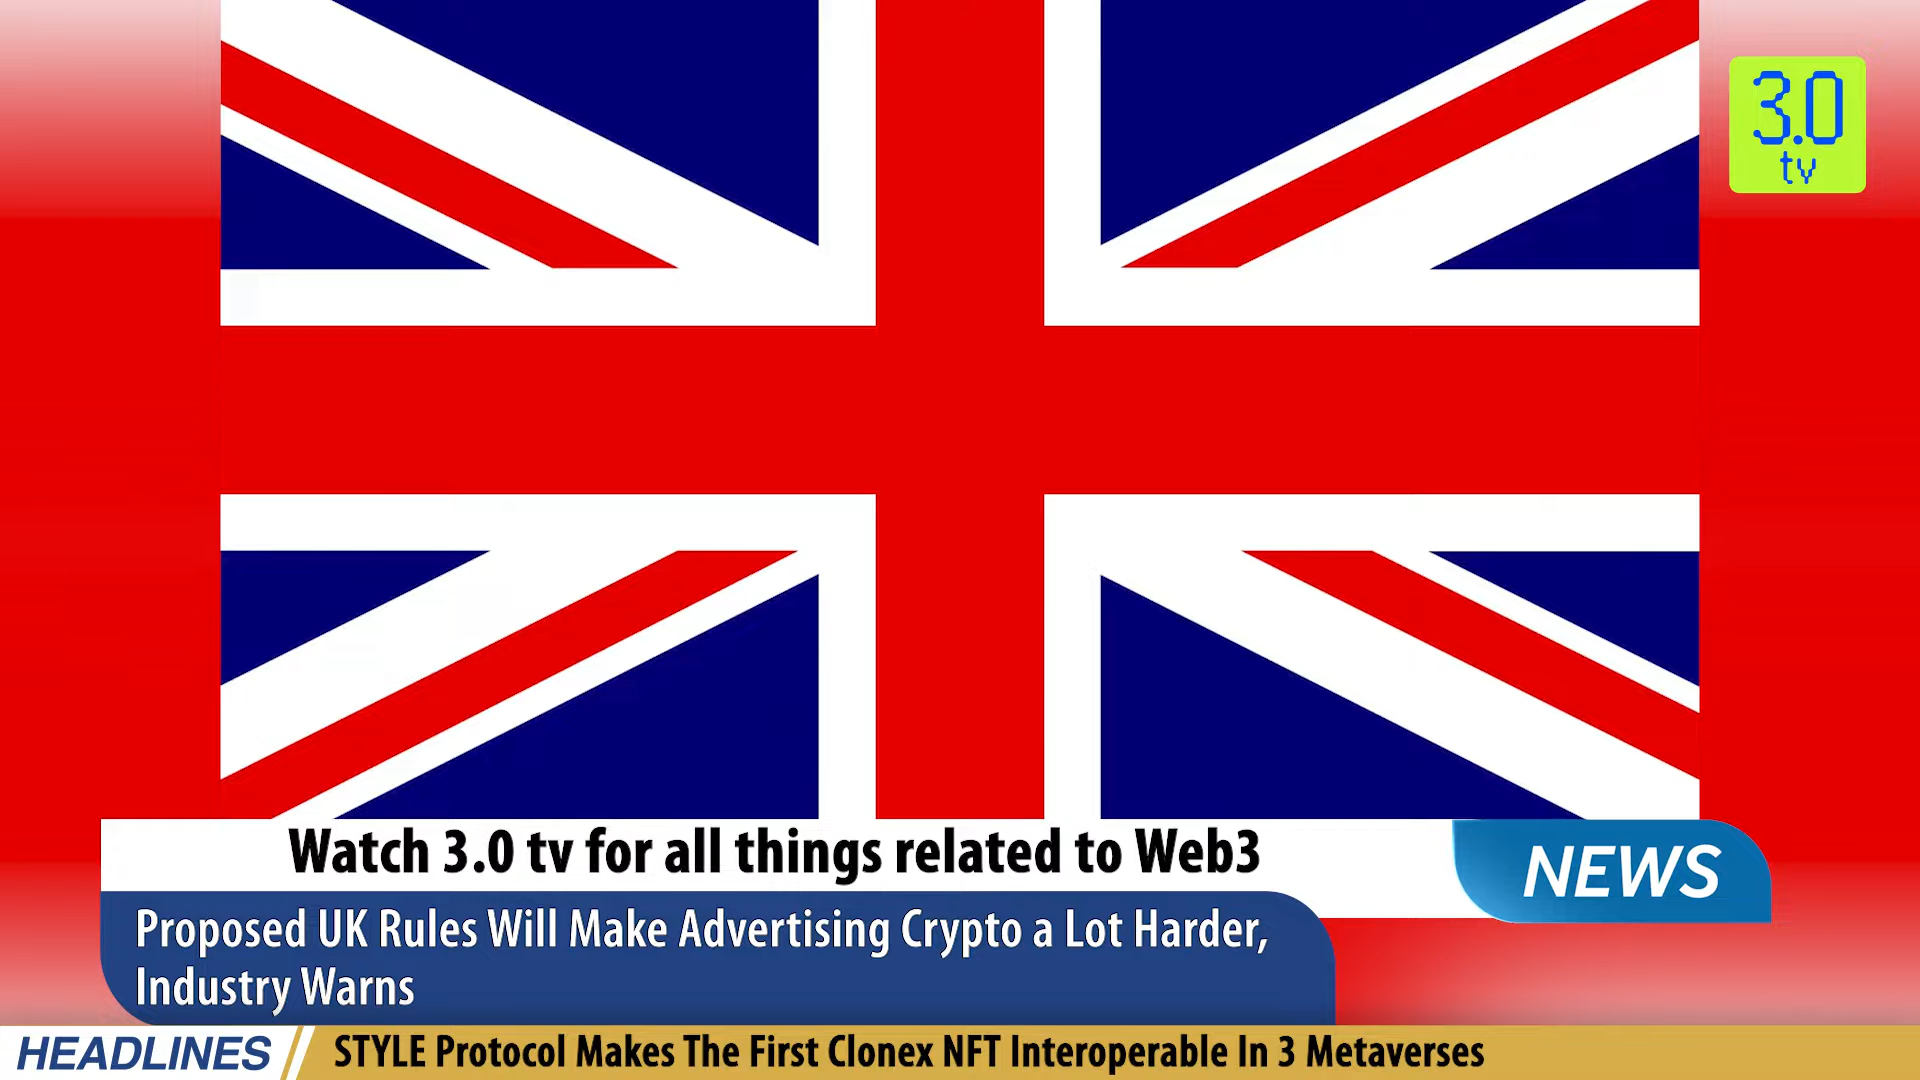 3.0
tv
Watch 3.0 tv for all things related to Web3
NEWS
Proposed UK Rules Will Make Advertising Crypto a Lot Harder,
Industry Warns
HEADLINES
STYLE Protocol Makes The First Clonex NFT Interoperable In 3 Metaverses